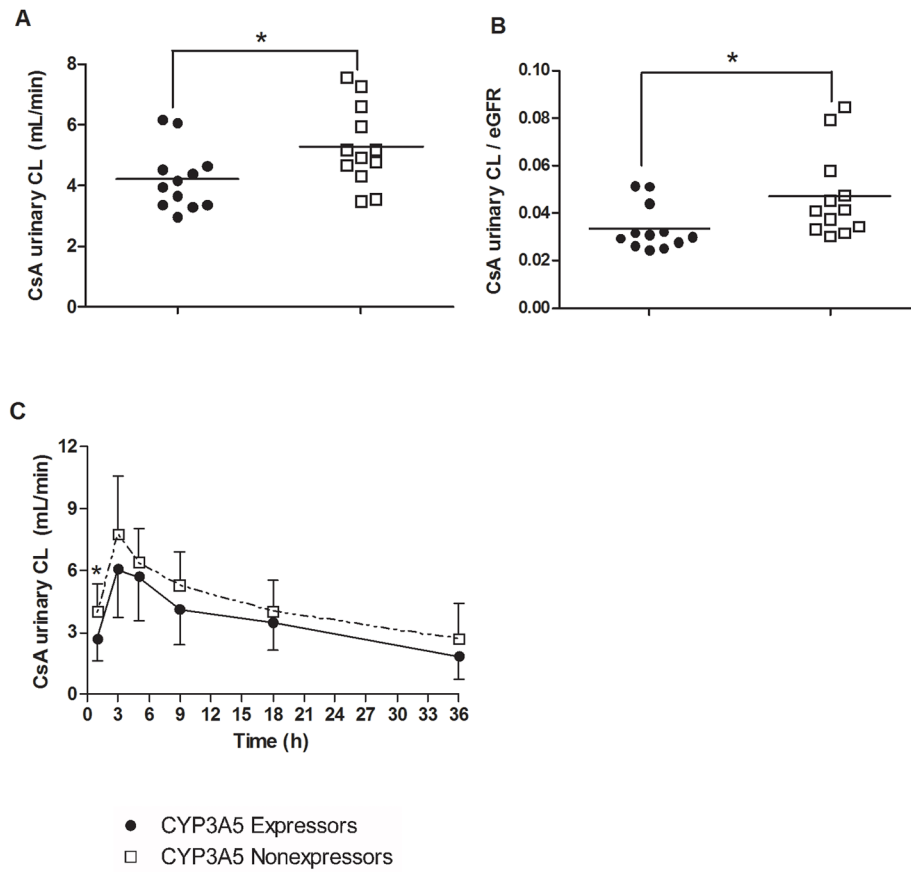 A
*
8
6
4
2
0
CsA urinary CL (mL/min)
B
*
0.10
0.08
0.06
0.04
0.02
0.00
CsA urinary CL / eGFR
C
12
9
6
3
0
*
CsA urinary CL (mL/min)
0 3 6 9 12 15 18 21 24 27 30 33 36
Time (h)
CYP3A5 Expressors
CYP3A5 Nonexpressors